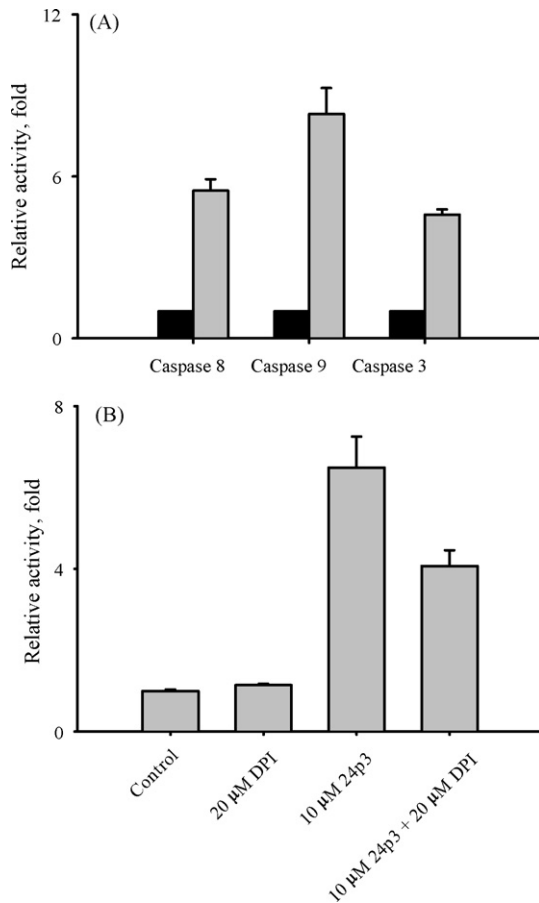 (A)
12
6
0
Relative activity, fold
Caspase 8 Caspase 9 Caspase 3
(B)
8
4
0
Relative activity, fold
Control
20 μM DPI
10 μM 24p3
10 μM 24p3 + 20 μM DPI